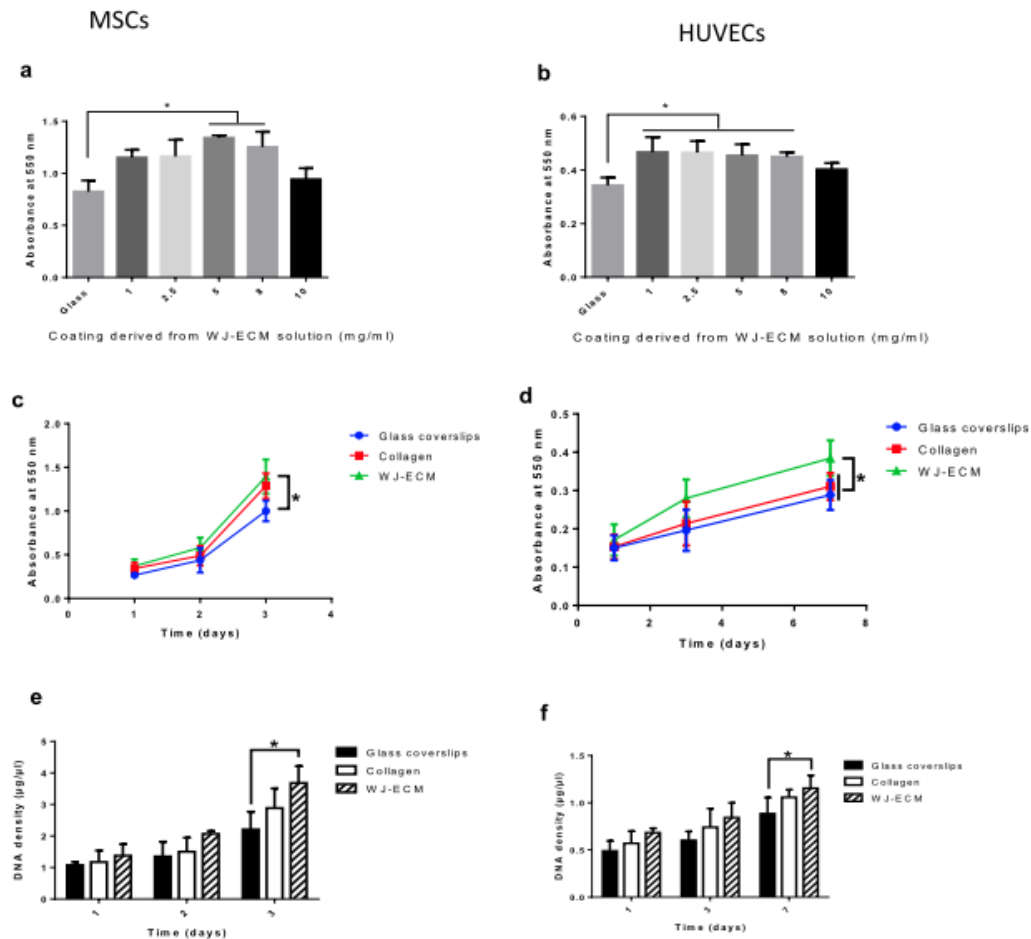 MSCs
HUVECs
a
*
Absorbance at 550 nm
1.5
1.0
0.5
0.0
Glass
1
2.5
5
8
10
Coating derived from WJ-ECM solution (mg/ml)
b
*
Absorbance at 550 nm
0.6
0.4
0.2
0.0
Glass
1
2.5
5
8
10
Coating derived from WJ-ECM solution (mg/ml)
c
Absorbance at 550 nm
2.0
1.5
1.0
0.5
0.0
0
1
2
3
4
Time (days)
*
Glass coverslips
Collagen
WJ-ECM
d
Absorbance at 550 nm
0.5
0.4
0.3
0.2
0.1
0.0
0
2
4
6
8
Time (days)
*
Glass coverslips
Collagen
WJ-ECM
e
DNA density (µg/µl)
5
4
3
2
1
0
1
2
3
Time (days)
*
Glass coverslips
Collagen
WJ-ECM
f
DNA density (µg/µl)
1.5
1.0
0.5
0.0
1
3
7
Time (days)
*
Glass coverslips
Collagen
WJ-ECM